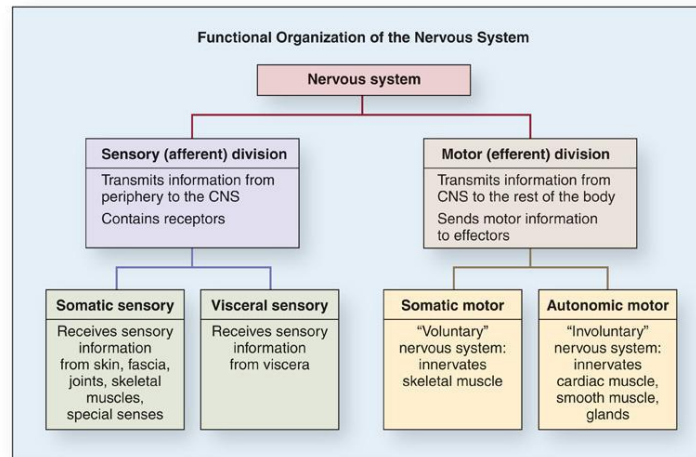 Functional Organization of the Nervous System
Nervous system
Sensory (afferent) division
Transmits information from
periphery to the CNS
Contains receptors
Motor (efferent) division
Transmits information from
CNS to the rest of the body
Sends motor information
to effectors
Somatic sensory
Receives sensory
information
from skin, fascia,
joints, skeletal
muscles,
special senses
Visceral sensory
Receives sensory
information
from viscera
Somatic motor
“Voluntary”
nervous system:
innervates
skeletal muscle
Autonomic motor
“Involuntary”
nervous system:
innervates
cardiac muscle,
smooth muscle,
glands